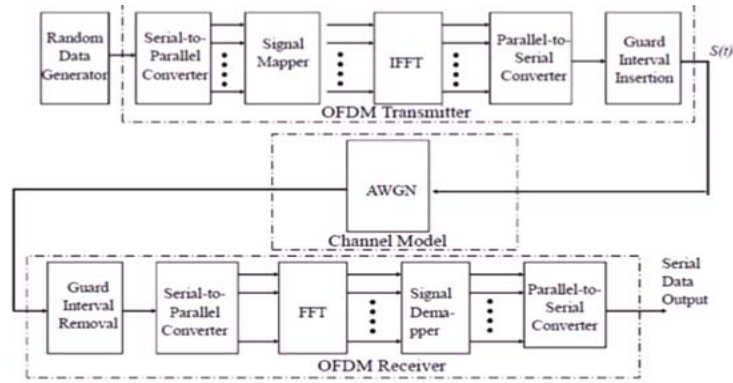 Random
Data
Generator
Serial-to-
Parallel
Converter
Signal
Mapper
IFFT
Parallel-to-
Serial
Converter
Guard
Interval
Insertion
S(t)
OFDM Transmitter
AWGN
Channel Model
Guard
Interval
Removal
Serial-to-
Parallel
Converter
FFT
Signal
Dema-
pper
Parallel-to-
Serial
Converter
Serial
Data
Output
OFDM Receiver